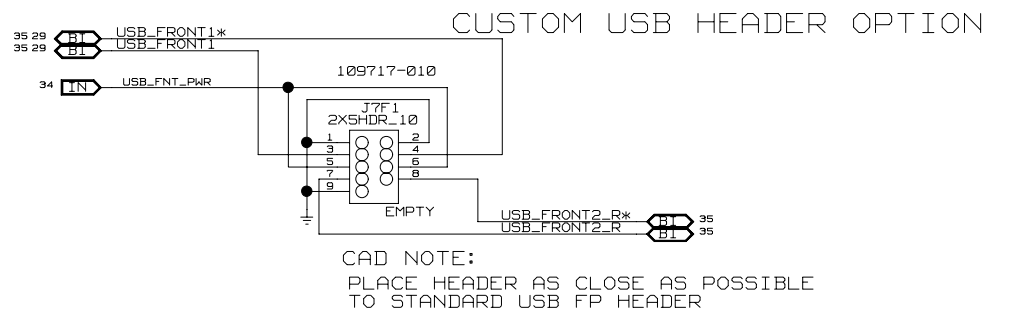 CUSTOM USB HEADER OPTION
35 29 BI USB_FRONT1*
35 29 BI USB_FRONT1
34 IN USB_FNT_PWR
109717-010
J7F1
2X5HDR_10
1 2
3 4
5 6
7 8
9
EMPTY
USB_FRONT2_R* BI 35
USB_FRONT2_R BI 35
CAD NOTE:
PLACE HEADER AS CLOSE AS POSSIBLE
TO STANDARD USB FP HEADER